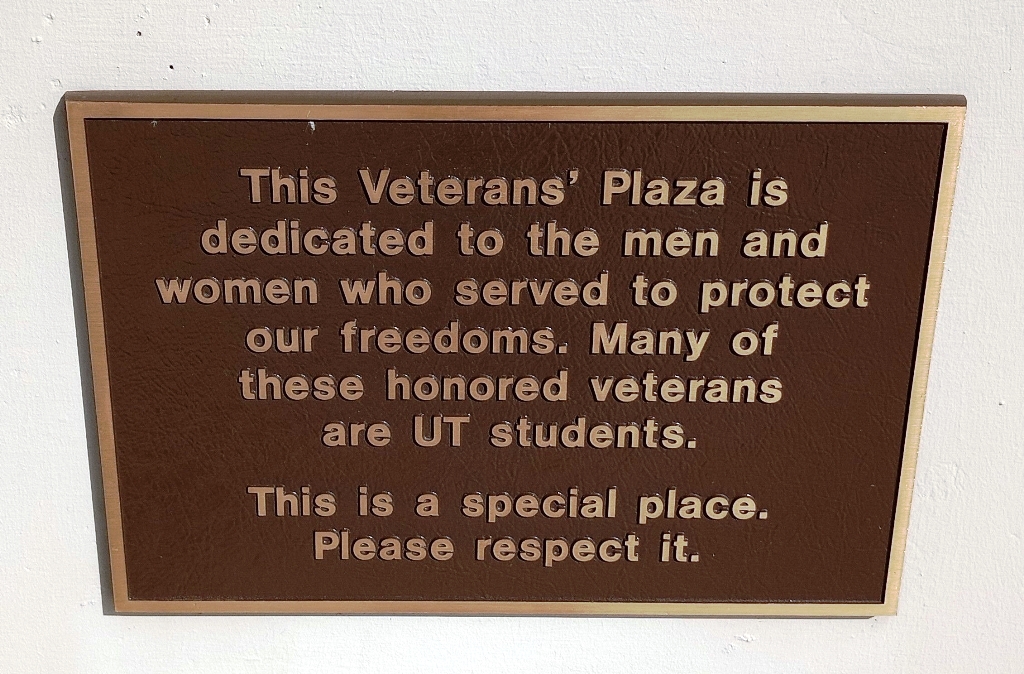 This Veterans' Plaza is
dedicated to the men and
women who served to protect
our freedoms. Many of
these honored veterans
are UT students.
This is a special place.
Please respect it.